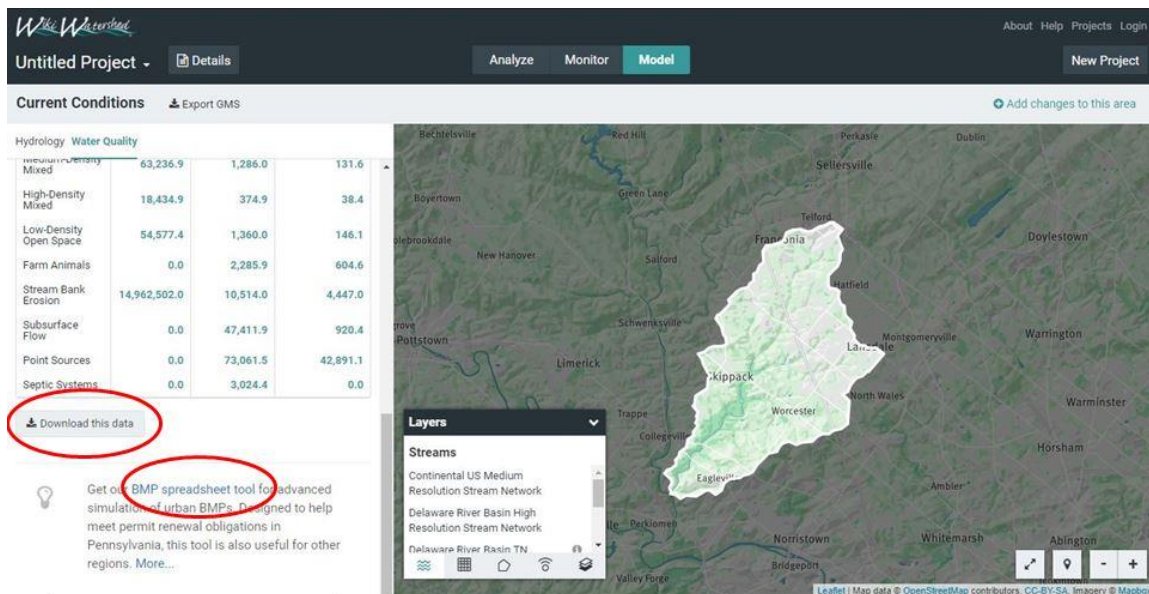 Wiki Watershed
About Help Projects Login
Untitled Project
Details
Analyze Monitor Model
New Project
Current Conditions
Export GMS
Add changes to this area
Hydrology Water Quality
Medium-Density
Mixed 63,236.9 1,286.0 131.6
High-Density
Mixed 18,434.9 374.9 38.4
Low-Density
Open Space 54,577.4 1,360.0 146.1
Farm Animals 0.0 2,285.9 604.6
Stream Bank
Erosion 14,962,502.0 10,514.0 4,447.0
Subsurface
Flow 0.0 47,411.9 920.4
Point Sources 0.0 73,061.5 42,891.1
Septic Systems 0.0 3,024.4 0.0
Download this data
Get our BMP spreadsheet tool for advanced
simulation of urban BMPs. Designed to help
meet permit renewal obligations in
Pennsylvania, this tool is also useful for other
regions. More...
Bechtelsville
Red Hill
Perkasie
Dublin
Sellersville
Green Lane
Boyertown
Telford
Franconia
Doylestown
olebrookdale
New Hanover
Salford
Hatfield
Schwenksville
grove
Pottstown
Montgomeryville
Warrington
Lansdale
Limerick
Skippack
North Wales
Warminster
Worcester
Trappe
Collegeville
Horsham
Eagleville
Ambler
Perkiomen
Norristown
Whitemarsh
Abington
Bridgeport
Valley Forge
Layers
Streams
Continental US Medium
Resolution Stream Network
Delaware River Basin High
Resolution Stream Network
Delaware River Basin TN
- +
Leaflet | Map data © OpenStreetMap contributors, CC-BY-SA, Imagery © Mapbox